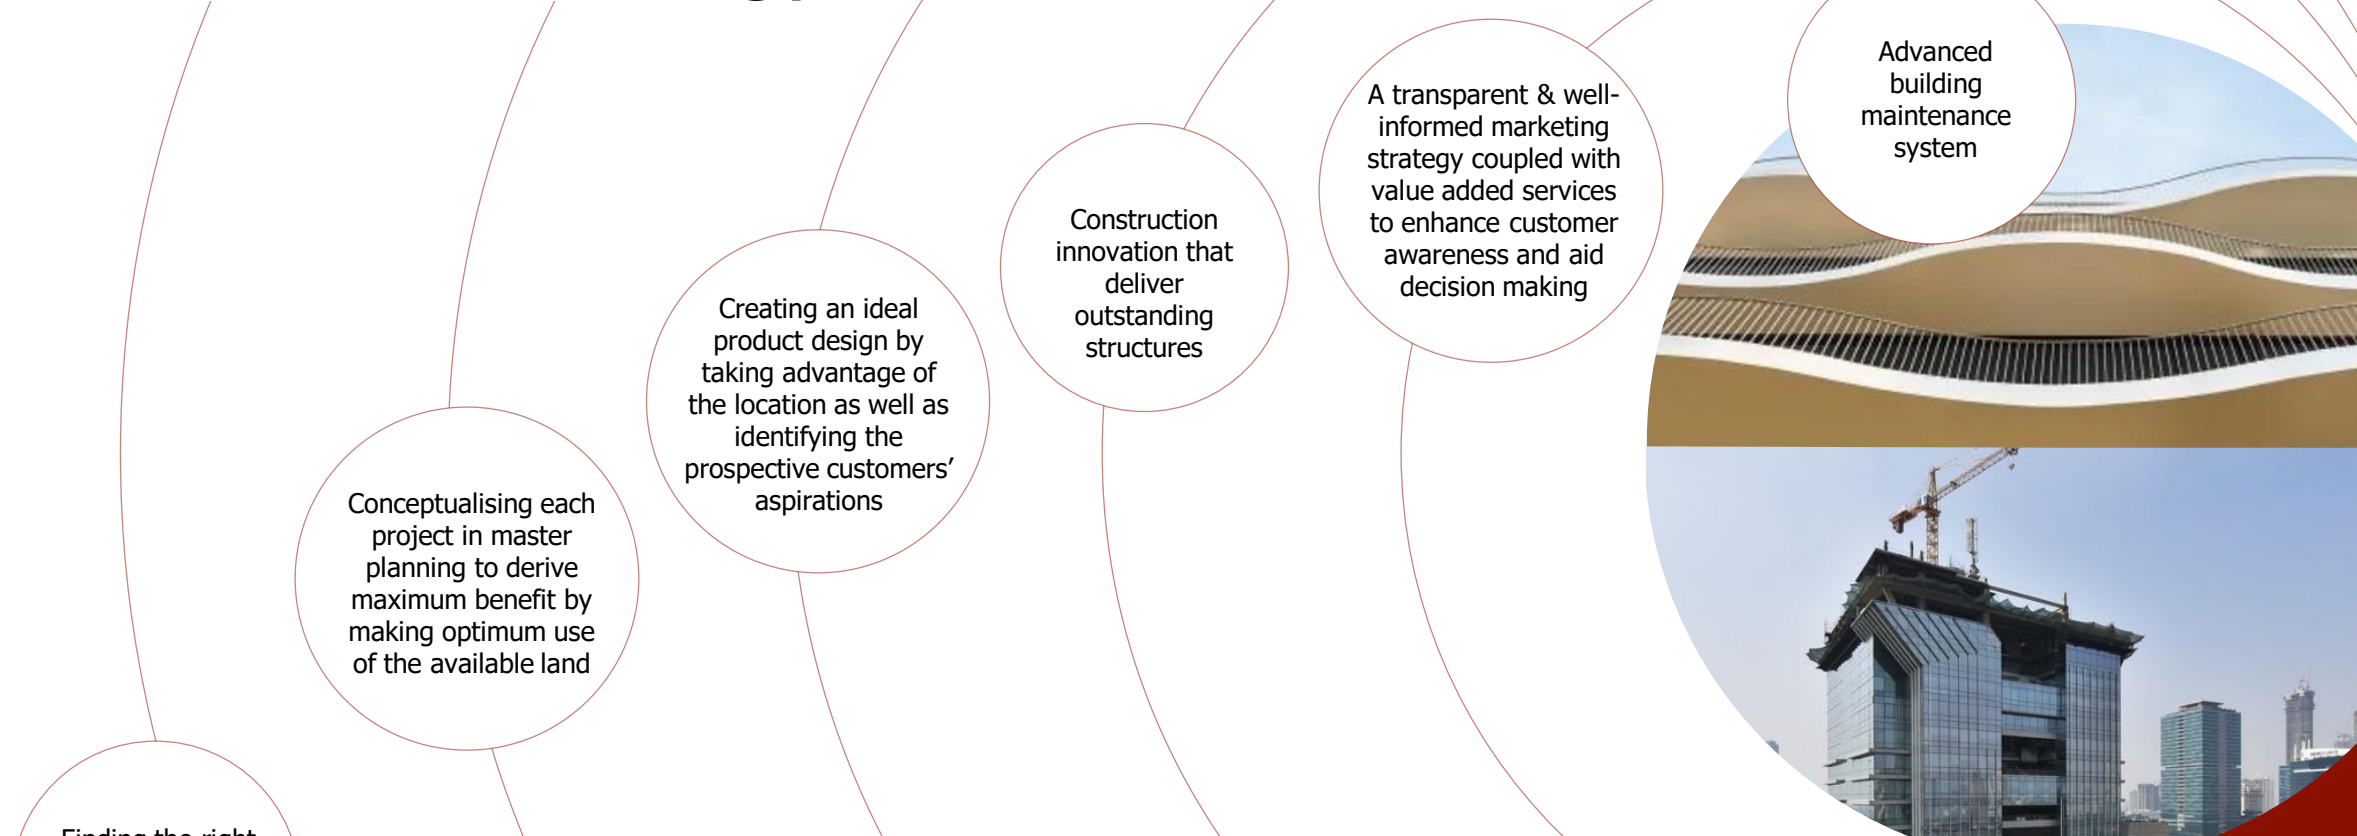 Advanced
building
maintenance
system
A transparent & well-
informed marketing
strategy coupled with
value added services
to enhance customer
awareness and aid
decision making
Construction
innovation that
deliver
outstanding
structures
Creating an ideal
product design by
taking advantage of
the location as well as
identifying the
prospective customers’
aspirations
Conceptualising each
project in master
planning to derive
maximum benefit by
making optimum use
of the available land
Finding the right